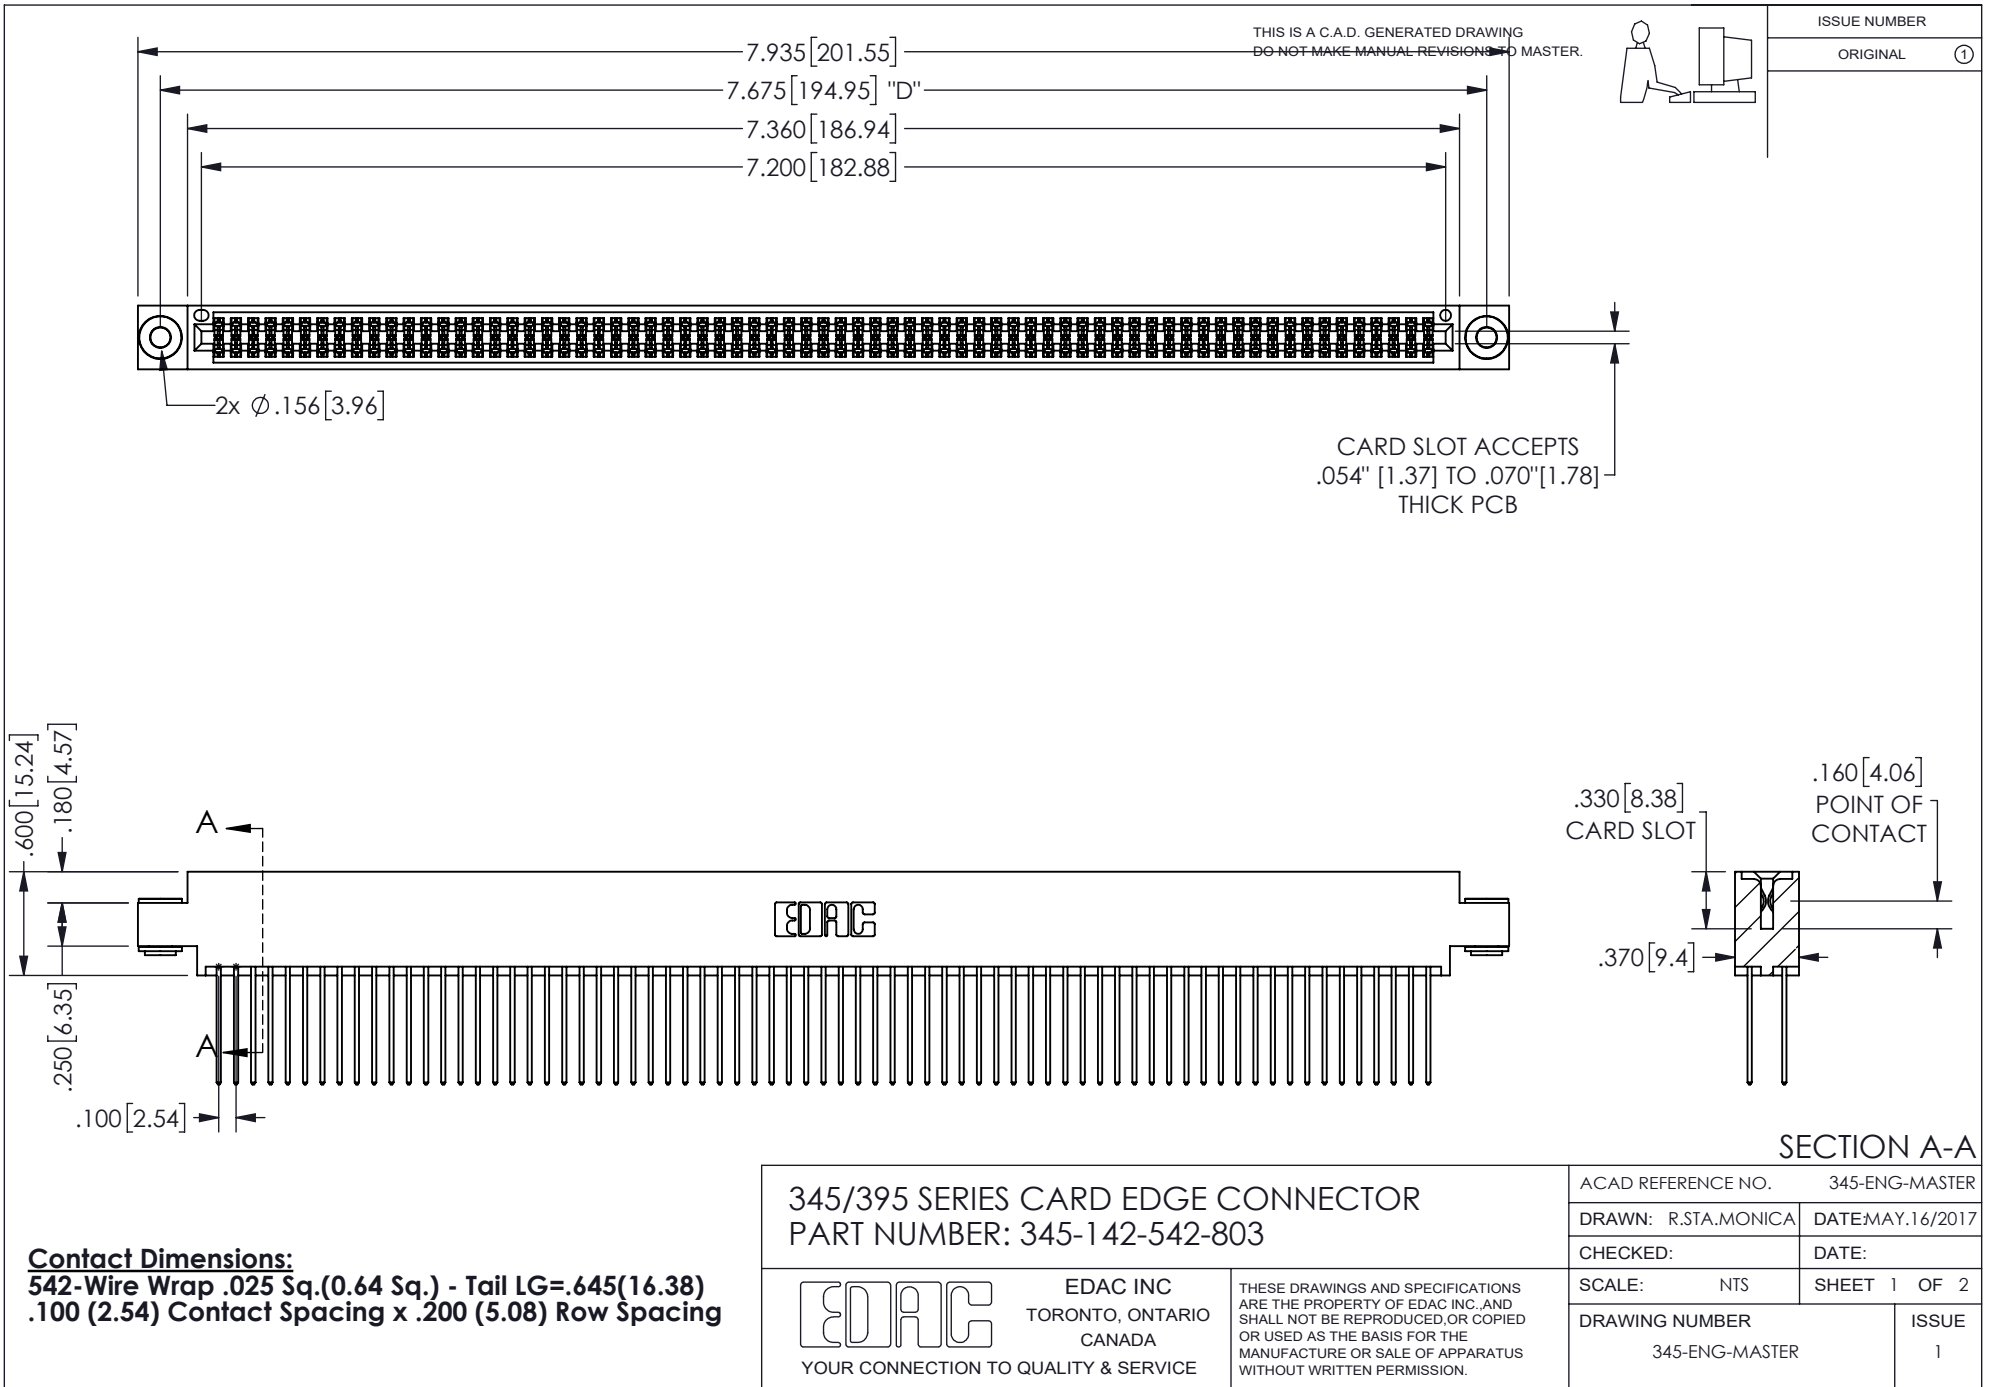 THIS IS A C.A.D. GENERATED DRAWING
DO NOT MAKE MANUAL REVISIONS TO MASTER.
ISSUE NUMBER
ORIGINAL 1
7.935[201.55]
7.675[194.95] "D"
7.360[186.94]
7.200[182.88]
2x Ø.156[3.96]
CARD SLOT ACCEPTS
.054" [1.37] TO .070"[1.78]
THICK PCB
.600[15.24]
.180[4.57]
.250[6.35]
A
A
.100[2.54]
EDAC
.330[8.38]
CARD SLOT
.160[4.06]
POINT OF
CONTACT
.370[9.4]
SECTION A-A
Contact Dimensions:
542-Wire Wrap .025 Sq.(0.64 Sq.) - Tail LG=.645(16.38)
.100 (2.54) Contact Spacing x .200 (5.08) Row Spacing
345/395 SERIES CARD EDGE CONNECTOR
PART NUMBER: 345-142-542-803
EDAC
EDAC INC
TORONTO, ONTARIO
CANADA
YOUR CONNECTION TO QUALITY & SERVICE
THESE DRAWINGS AND SPECIFICATIONS
ARE THE PROPERTY OF EDAC INC.,AND
SHALL NOT BE REPRODUCED,OR COPIED
OR USED AS THE BASIS FOR THE
MANUFACTURE OR SALE OF APPARATUS
WITHOUT WRITTEN PERMISSION.
ACAD REFERENCE NO. 345-ENG-MASTER
DRAWN: R.STA.MONICA DATE:MAY.16/2017
CHECKED: DATE:
SCALE: NTS SHEET 1 OF 2
DRAWING NUMBER ISSUE
345-ENG-MASTER 1